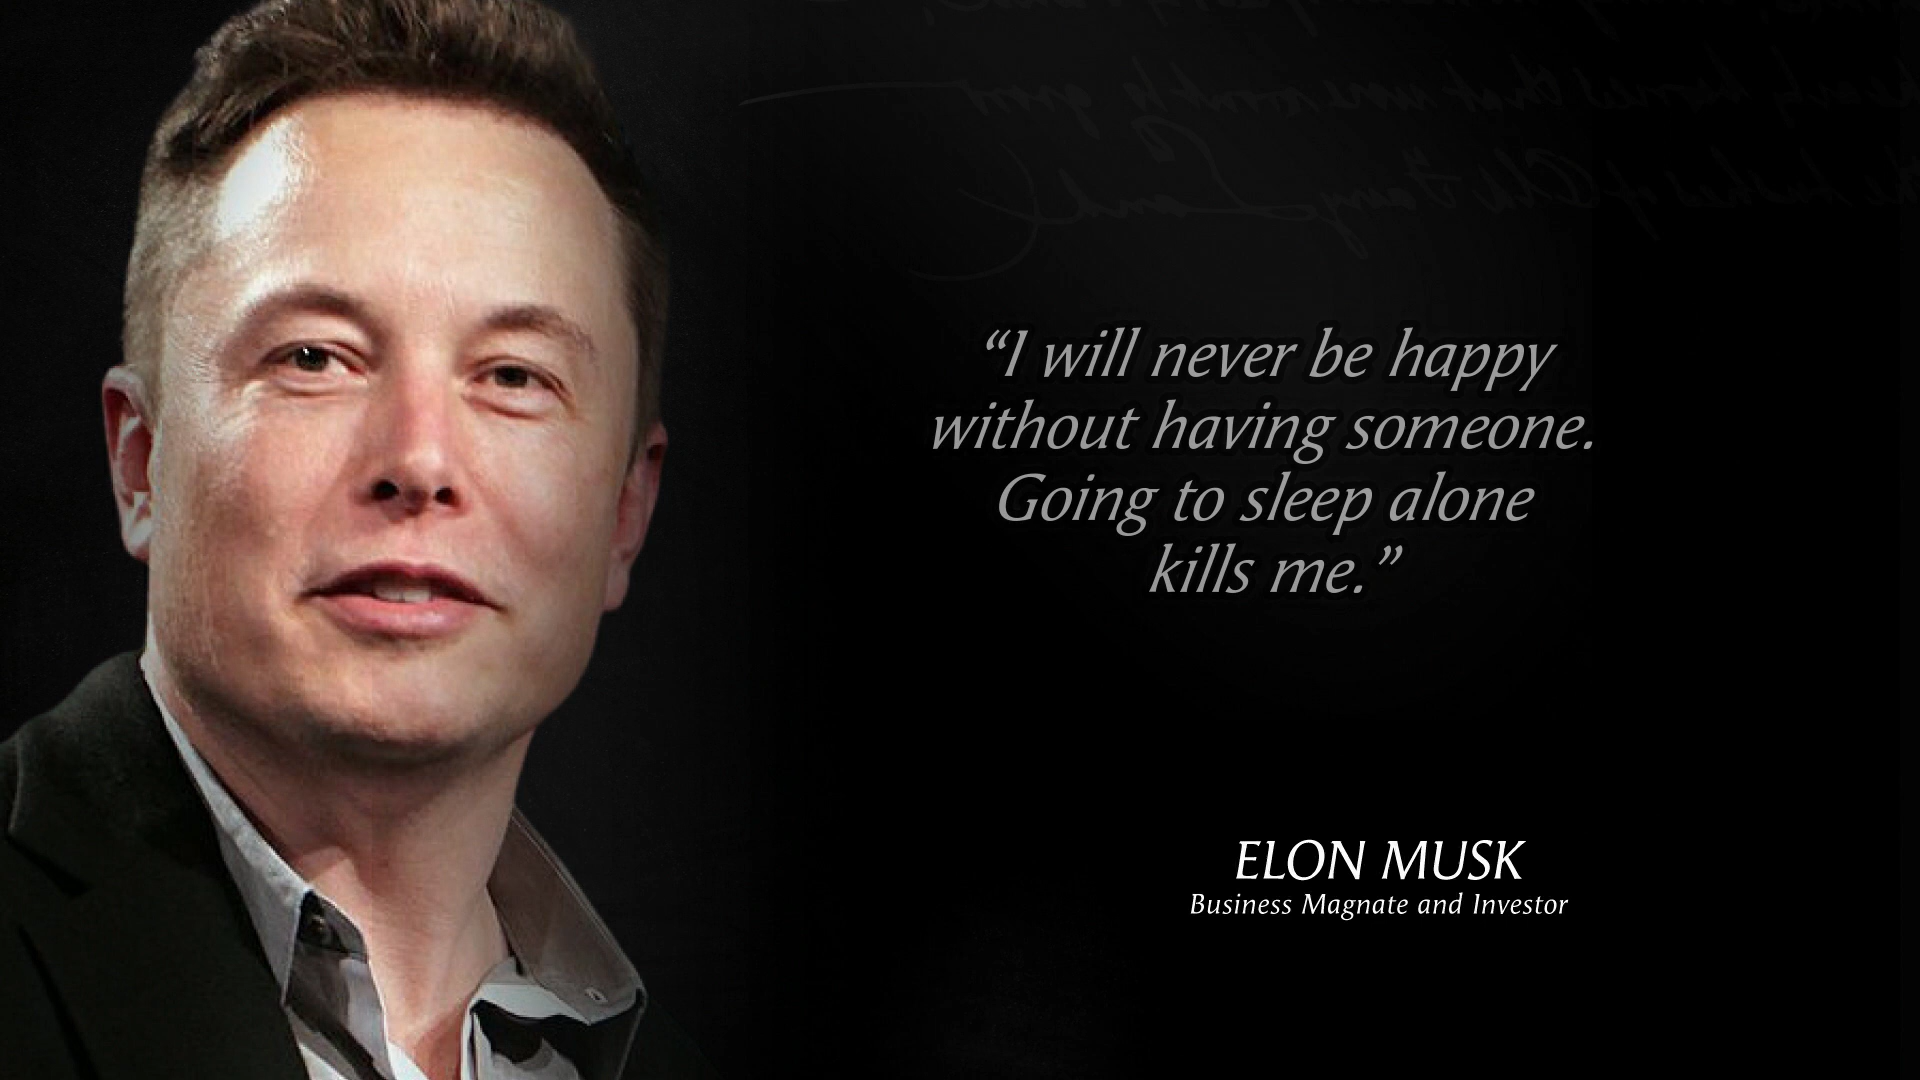 “I will never be happy
without having someone.
Going to sleep alone
kills me.”
ELON MUSK
Business Magnate and Investor